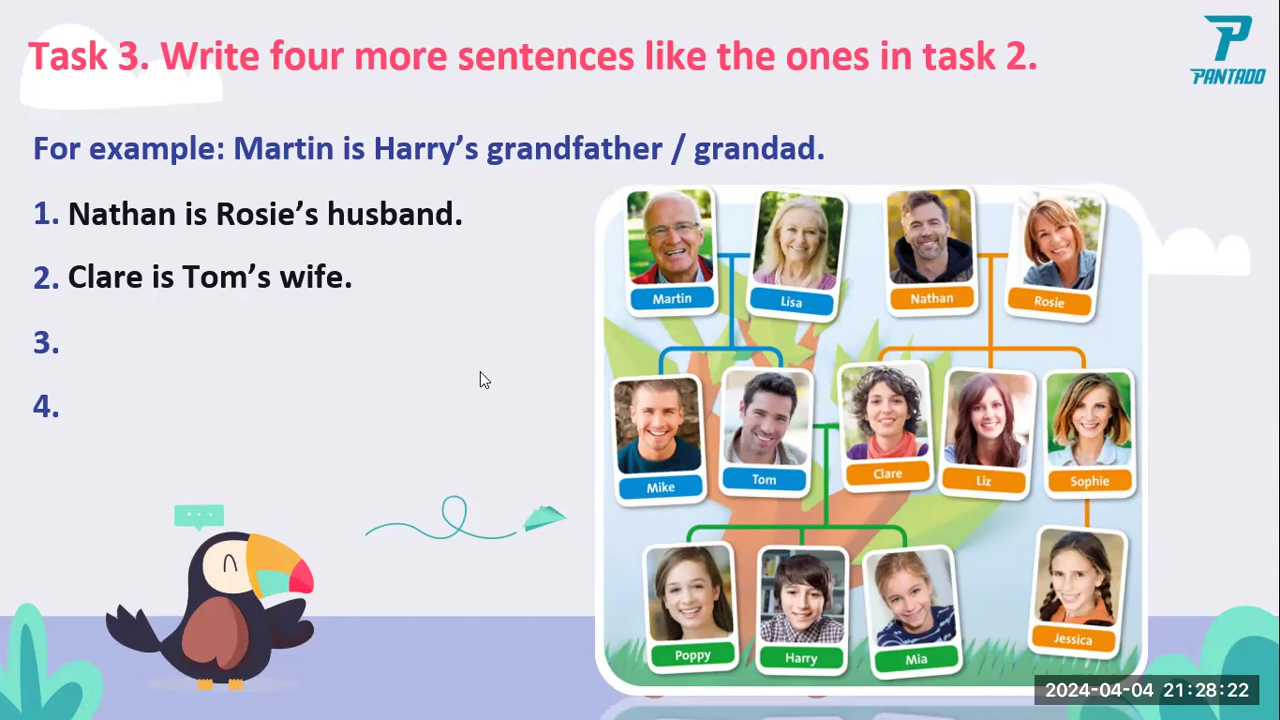 Task 3. Write four more sentences like the ones in task 2.
PANTADO
For example: Martin is Harry’s grandfather / grandad.
1. Nathan is Rosie’s husband.
2. Clare is Tom’s wife.
3.
4.
Martin
Lisa
Nathan
Rosie
Mike
Tom
Clare
Liz
Sophie
Poppy
Harry
Mia
Jessica
2024-04-04 21:28:22